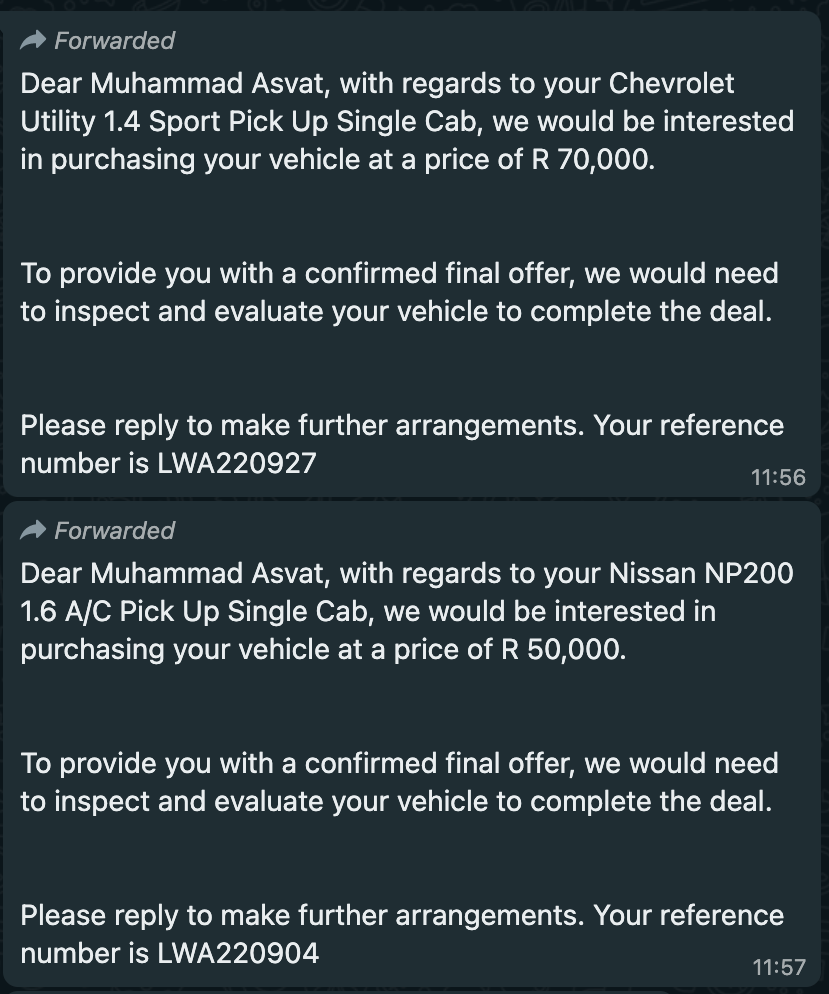 Forwarded
Dear Muhammad Asvat, with regards to your Chevrolet
Utility 1.4 Sport Pick Up Single Cab, we would be interested
in purchasing your vehicle at a price of R 70,000.
To provide you with a confirmed final offer, we would need
to inspect and evaluate your vehicle to complete the deal.
Please reply to make further arrangements. Your reference
number is LWA220927
11:56
Forwarded
Dear Muhammad Asvat, with regards to your Nissan NP200
1.6 A/C Pick Up Single Cab, we would be interested in
purchasing your vehicle at a price of R 50,000.
To provide you with a confirmed final offer, we would need
to inspect and evaluate your vehicle to complete the deal.
Please reply to make further arrangements. Your reference
number is LWA220904
11:57